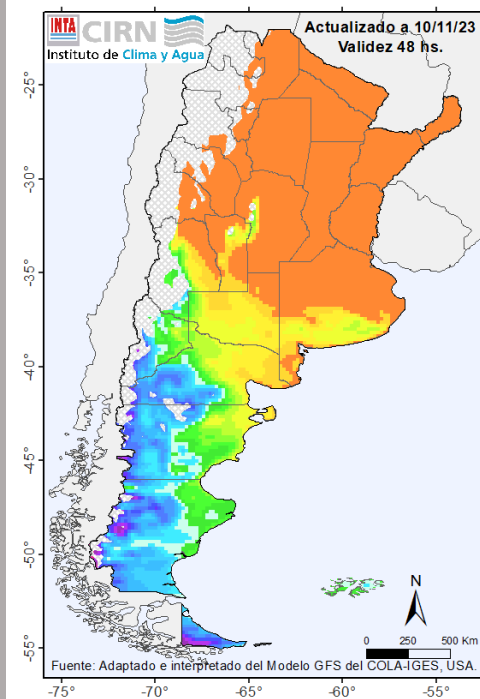 INTA CIRN
Instituto de Clima y Agua
Actualizado a 10/11/23
Validez 48 hs.
-25°
-30°
-35°
-40°
-45°
-50°
-55°
N
0 250 500 Km
Fuente: Adaptado e interpretado del Modelo GFS del COLA-IGES, USA.
-75° -70° -65° -60° -55°